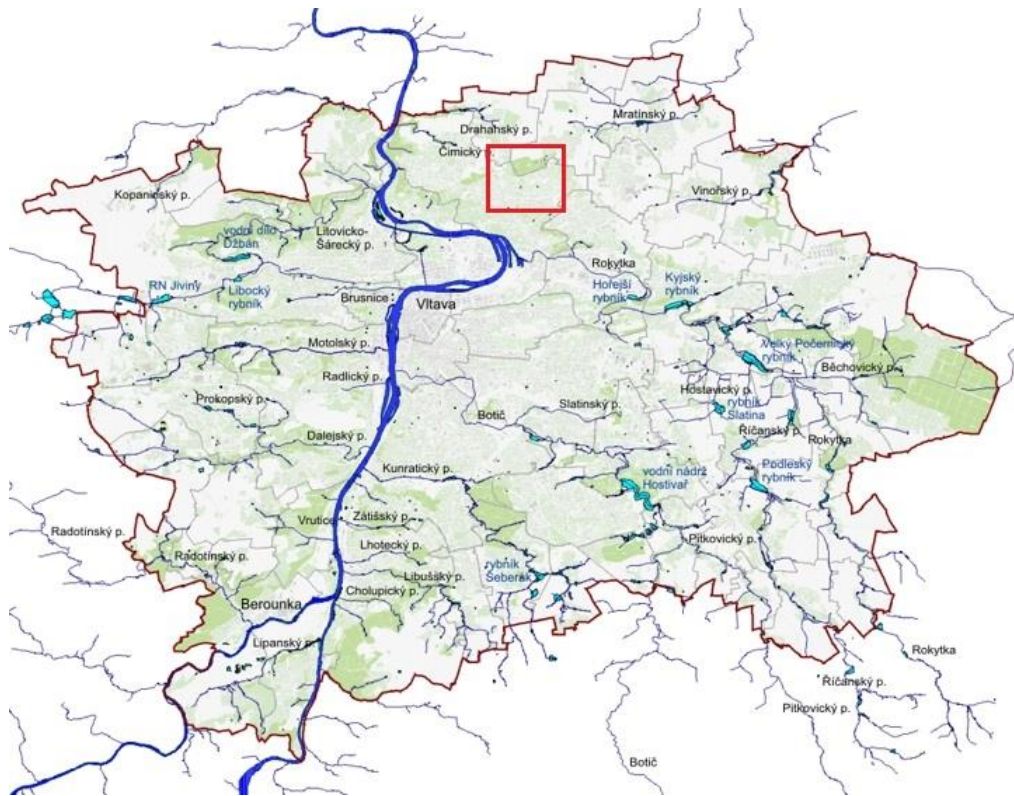 Drahanský p.
Mratínský p.
Čimický p.
Kopaninský p.
Vinořský p.
vodní dílo
Džbán
Litovicko-
Šárecký p.
Rokytka
RN Jiviny
Libocký
rybník
Brusnice
Vltava
Hořejší
rybník
Kyjský
rybník
Motolský p.
Velký Počernický
rybník
Radlický p.
Běchovický p.
Prokopský p.
Botič
Slatinský p.
Hostavický p.
rybník
Slatina
Dalejský p.
Říčanský p.
Rokytka
Kunratický p.
vodní nádrž
Hostivař
Podleský
rybník
Vrutice
Zátišský p.
Radotínský p.
Radotínský p.
Lhotecký p.
Pitkovický p.
Libušský p.
rybník
Šeberák
Cholupický p.
Berounka
Lipanský p.
Rokytka
Říčanský p.
Pitkovický p.
Botič